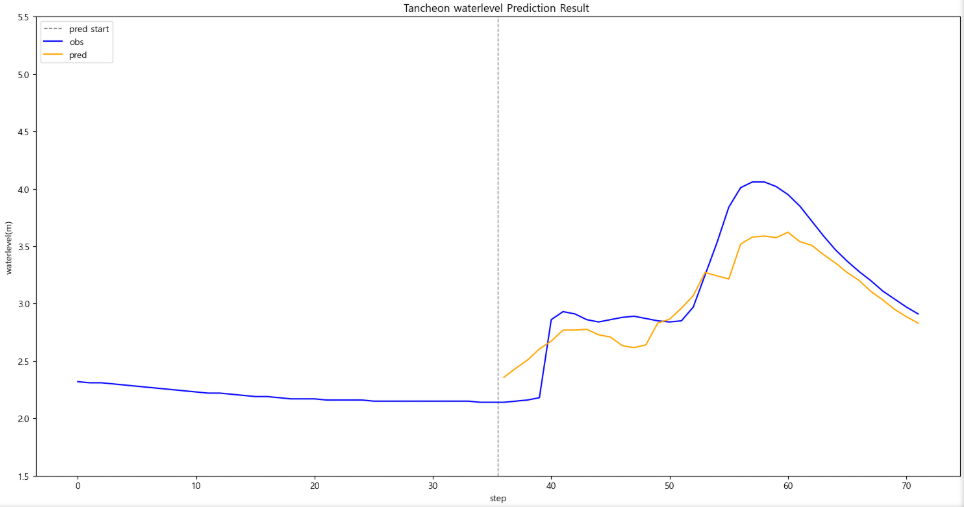 Tancheon waterlevel Prediction Result
pred start
obs
pred
5.5
5.0
4.5
4.0
3.5
3.0
2.5
2.0
1.5
waterlevel(m)
0 10 20 30 40 50 60 70
step